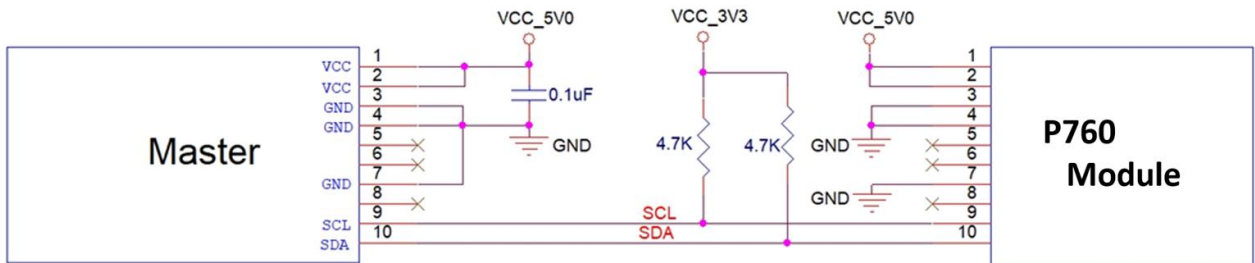 VCC_5V0
VCC_3V3
VCC_5V0
Master
VCC 1
VCC 2
GND 3
GND 4
5
6
GND 7
8
SCL 9
SDA 10
0.1uF
GND
4.7K
4.7K
SCL
SDA
GND
GND
1
2
3
4
5
6
7
8
9
10
P760
Module